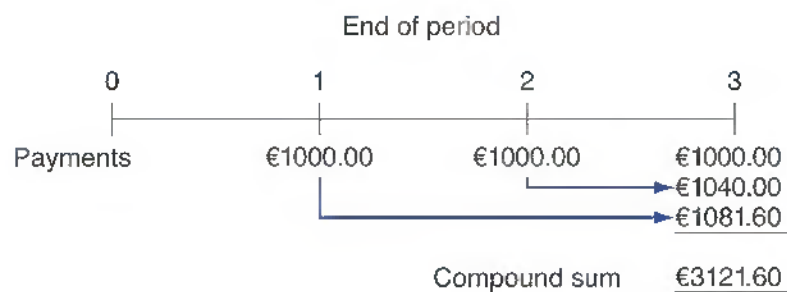 End of period
0 1 2 3
Payments €1000.00 €1000.00 €1000.00
€1040.00
€1081.60
Compound sum €3121.60